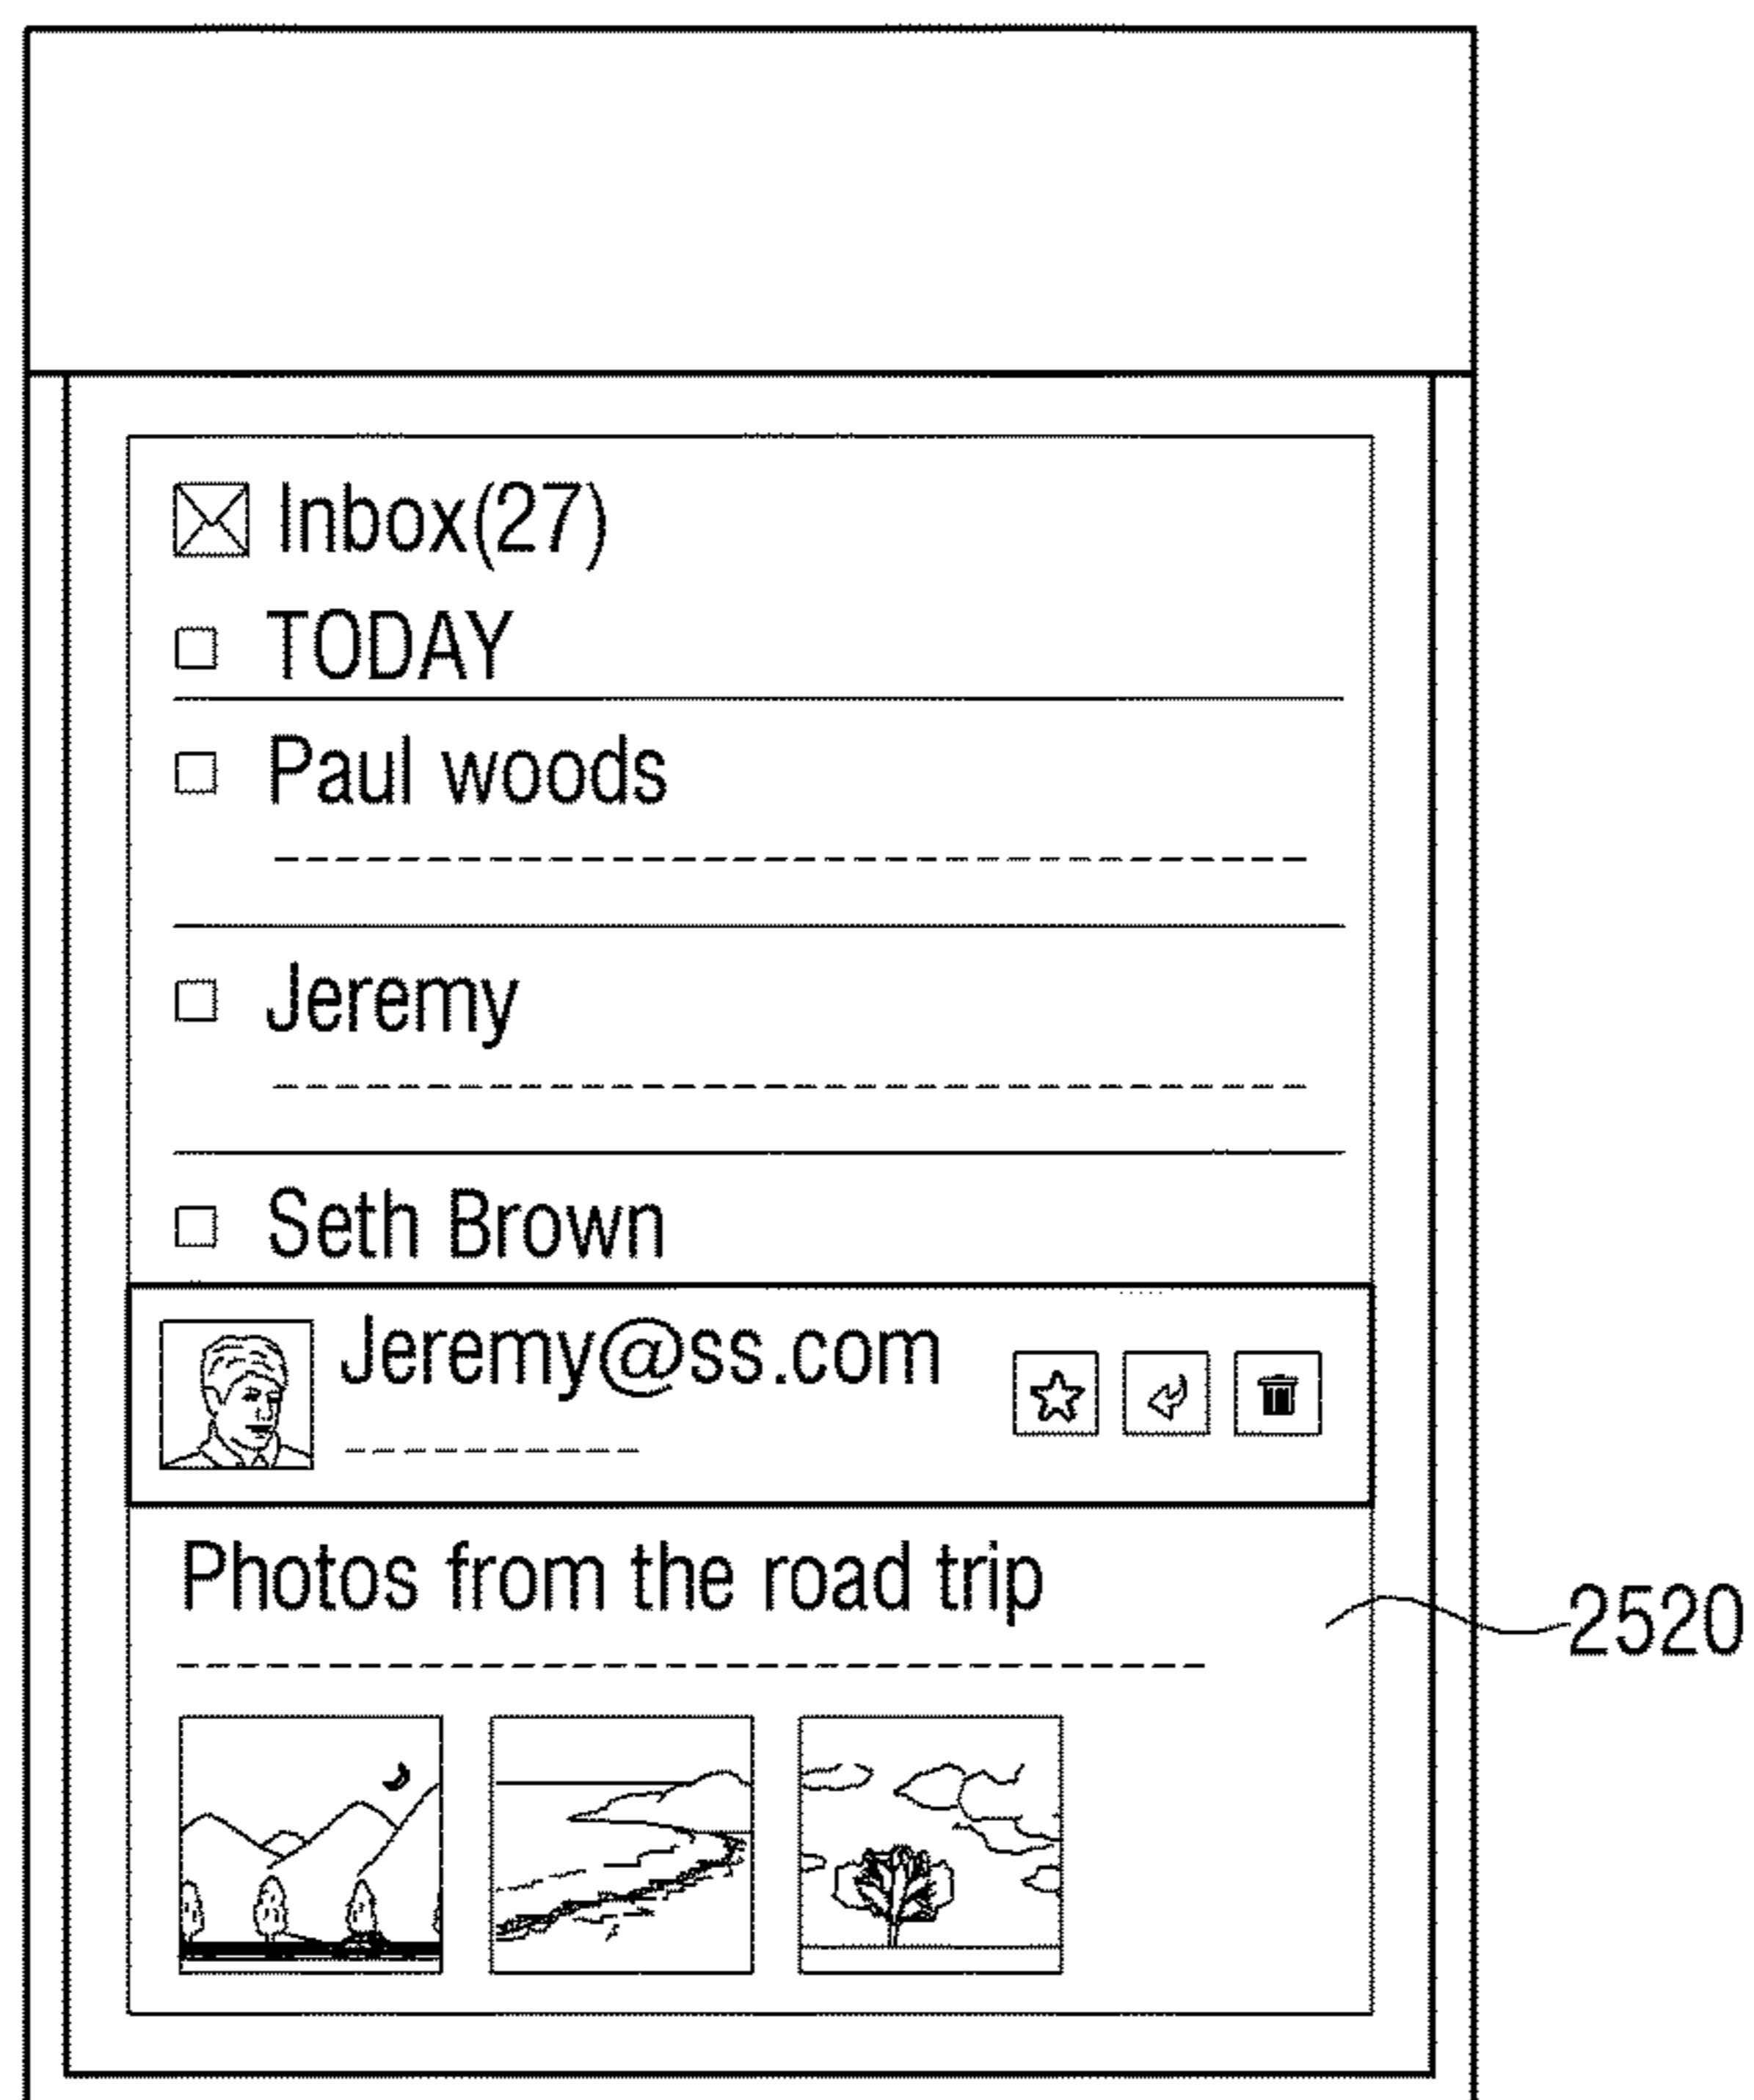 Inbox(27)
TODAY
Paul woods
Jeremy
Seth Brown
Jeremy@ss.com
Photos from the road trip
2520